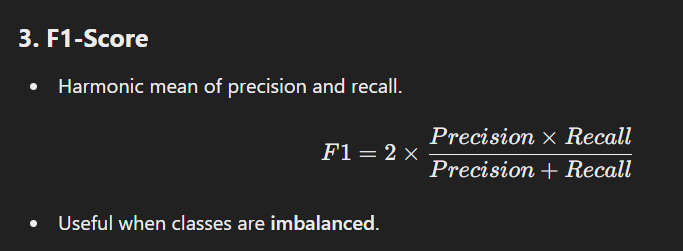 3. F1-Score
• Harmonic mean of precision and recall.
F1 = 2 × \frac{Precision × Recall}{Precision + Recall}
• Useful when classes are imbalanced.